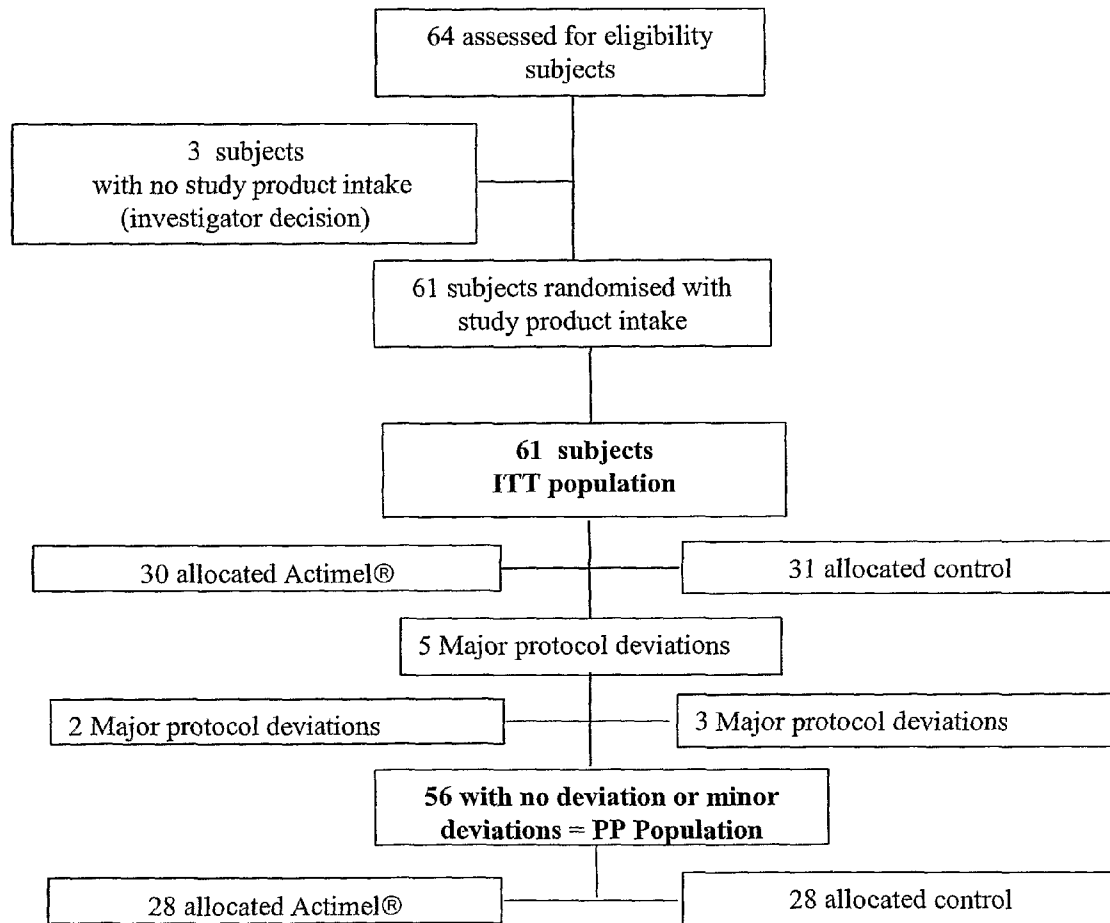 64 assessed for eligibility
subjects
3 subjects
with no study product intake
(investigator decision)
61 subjects randomised with
study product intake
61 subjects
ITT population
30 allocated Actimel®
31 allocated control
5 Major protocol deviations
2 Major protocol deviations
3 Major protocol deviations
56 with no deviation or minor
deviations = PP Population
28 allocated Actimel®
28 allocated control